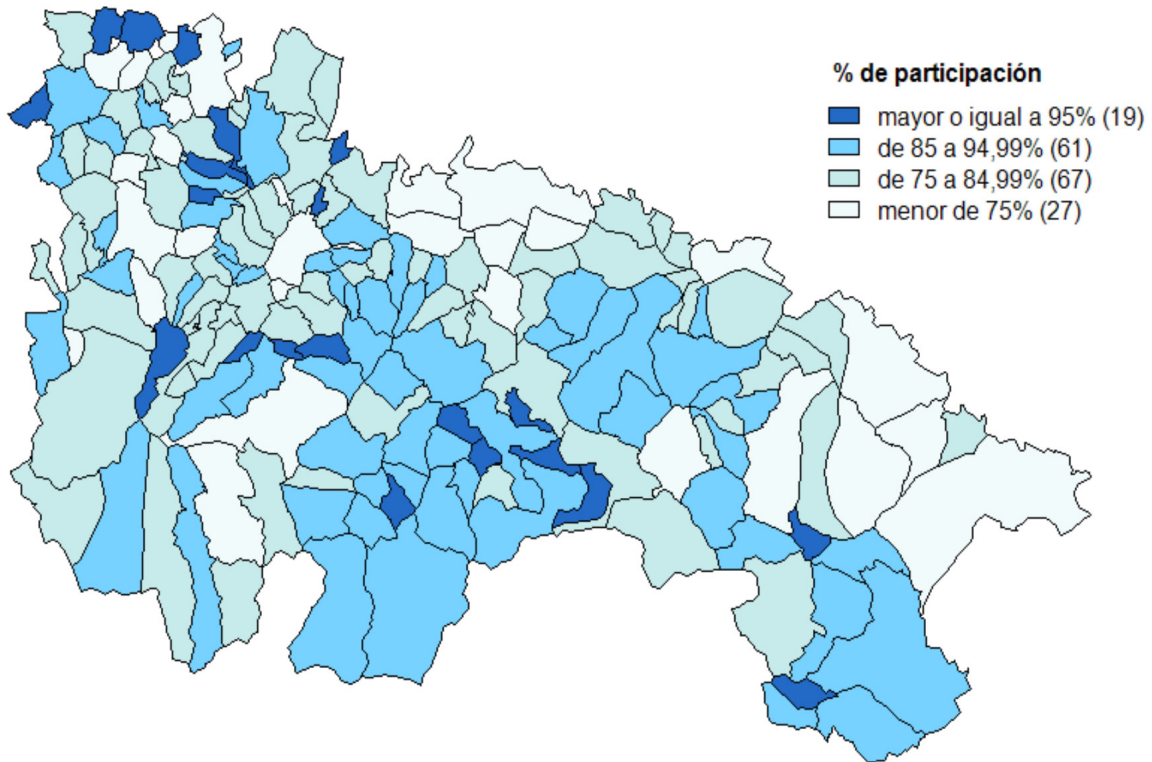 % de participación
mayor o igual a 95% (19)
de 85 a 94,99% (61)
de 75 a 84,99% (67)
menor de 75% (27)